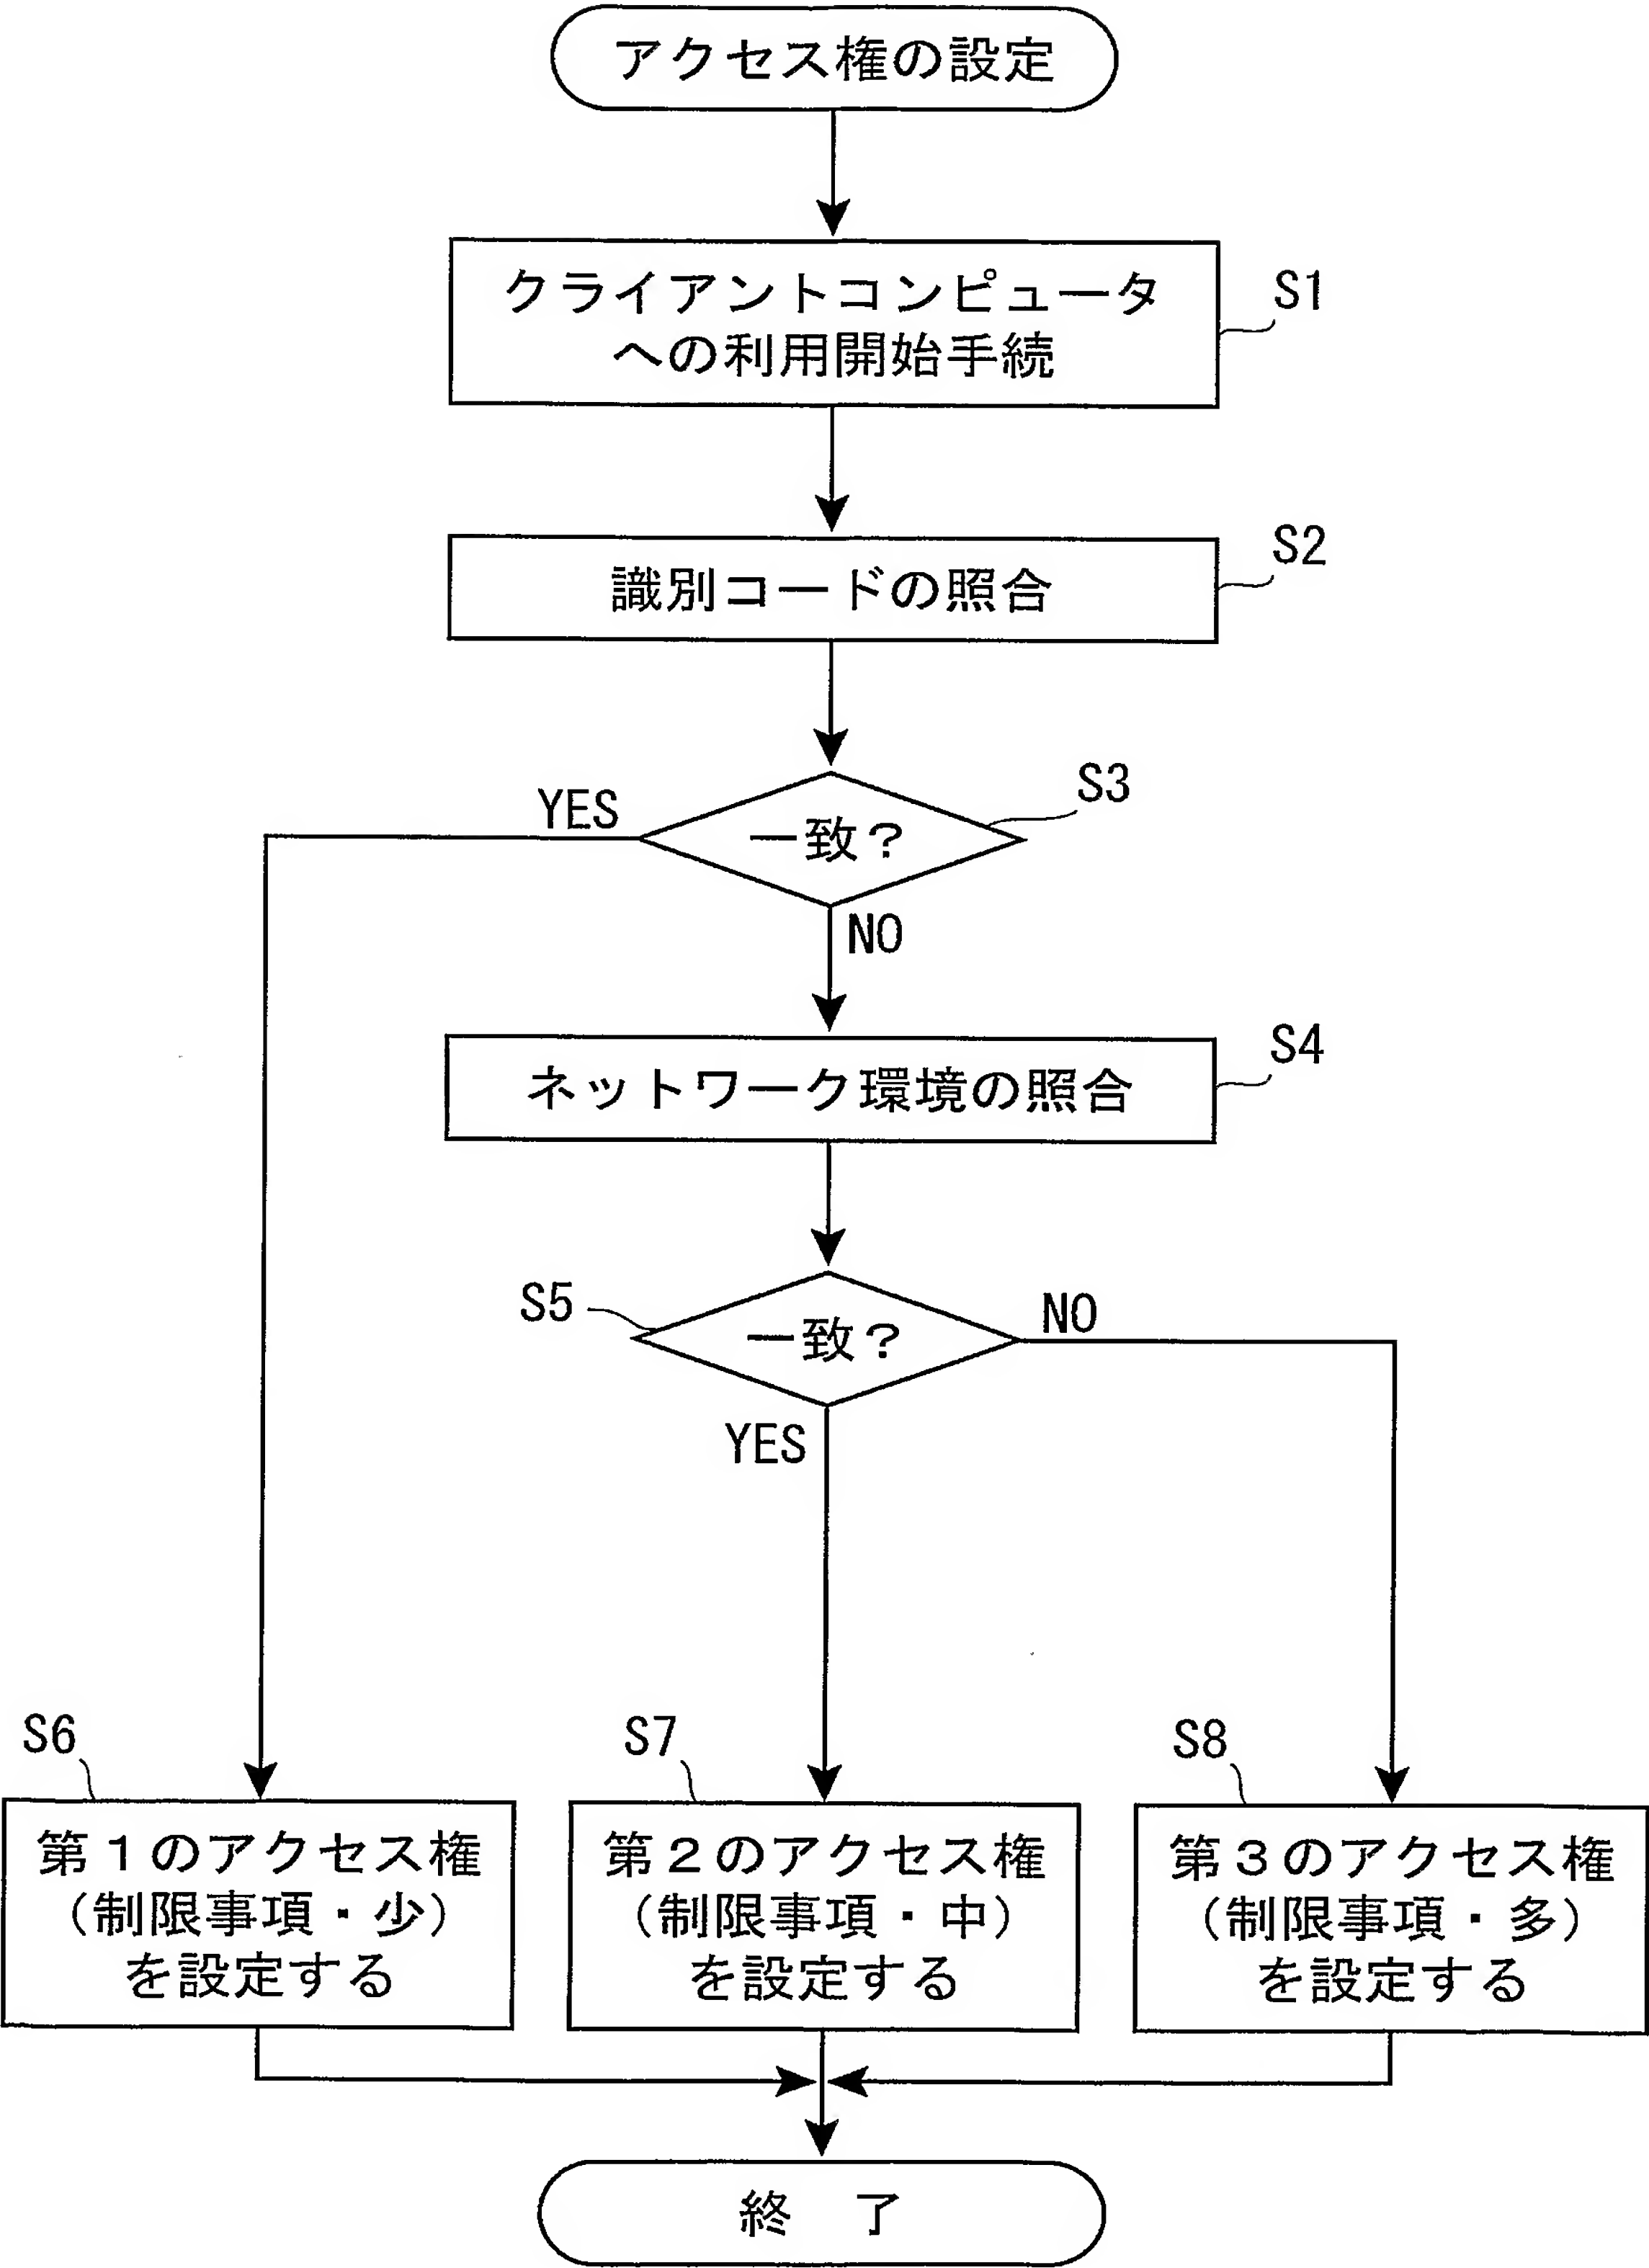 アクセス権の設定
クライアントコンピュータ
への利用開始手続
S1
識別コードの照合
S2
一致？
S3
YES
NO
ネットワーク環境の照合
S4
S5
一致？
NO
YES
S6
第１のアクセス権
（制限事項・少）
を設定する
S7
第２のアクセス権
（制限事項・中）
を設定する
S8
第３のアクセス権
（制限事項・多）
を設定する
終　了